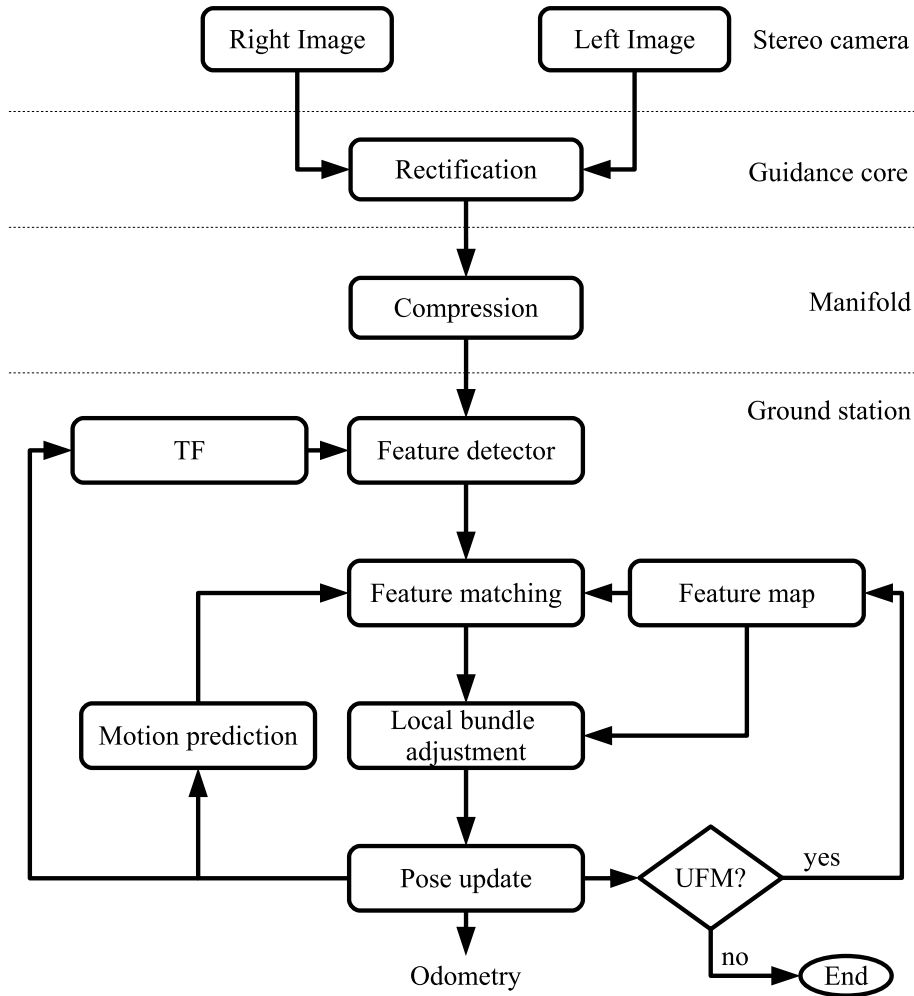 Right Image
Left Image
Stereo camera
Rectification
Guidance core
Compression
Manifold
Ground station
TF
Feature detector
Feature matching
Feature map
Motion prediction
Local bundle
adjustment
Pose update
UFM?
yes
no
Odometry
End